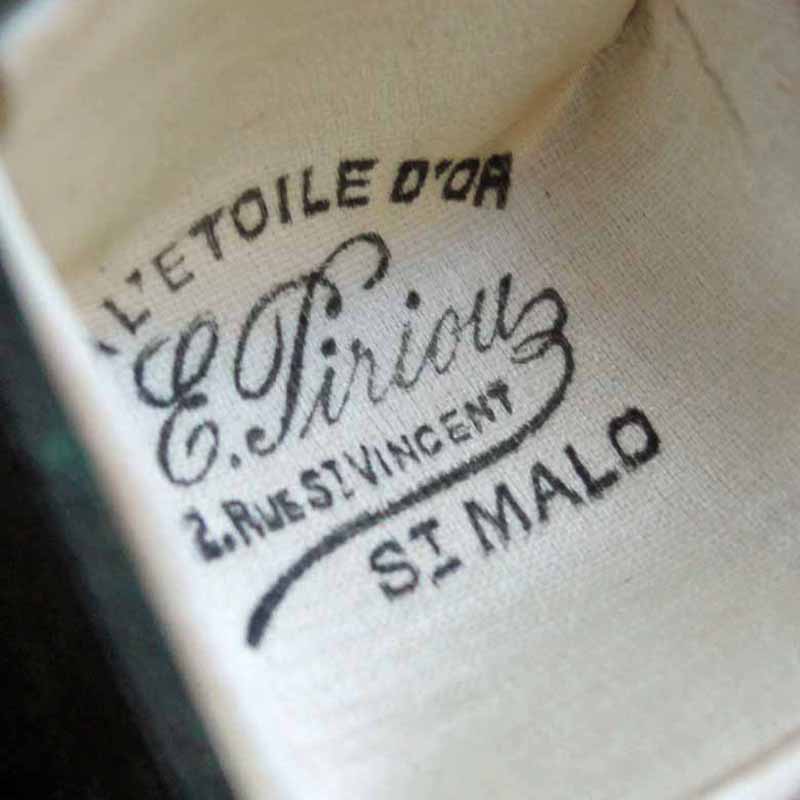 À L'ETOILE D'OR
E. Piriou
2. RUE ST VINCENT
ST MALO